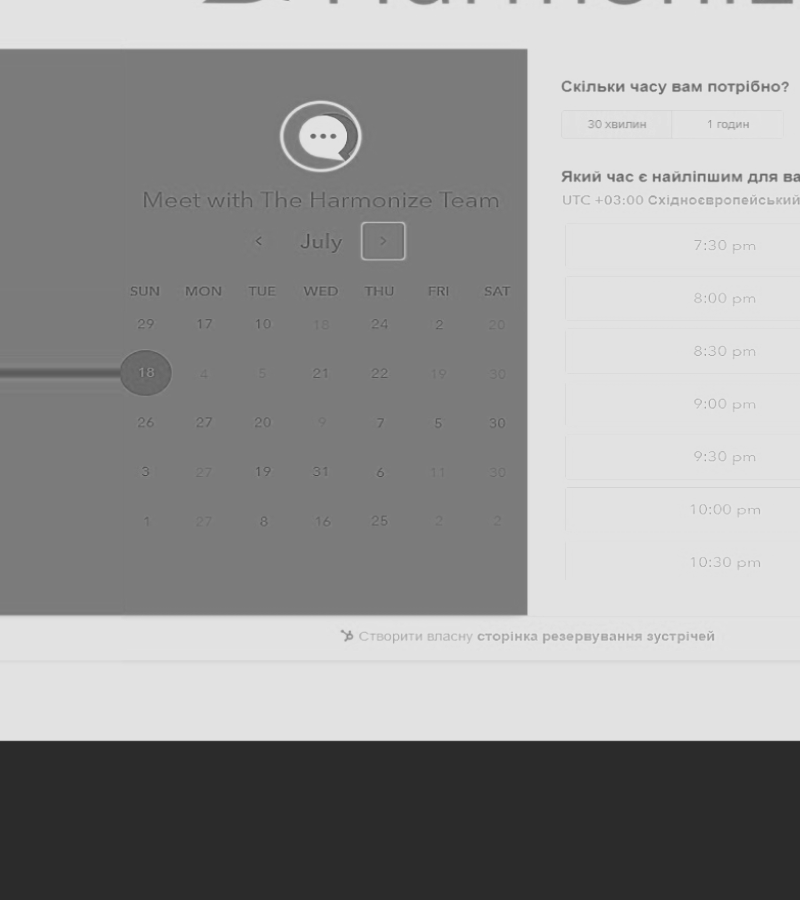 Harmoniz
Meet with The Harmonize Team
< July >
SUN MON TUE WED THU FRI SAT
29 17 10 18 24 2 20
18 4 5 21 22 19 30
26 27 20 9 7 5 30
3 27 19 31 6 11 30
1 27 8 16 25 2 2
Скільки часу вам потрібно?
30 хвилин 1 годин
Який час є найліпшим для ва
UTC +03:00 Східноєвропейський
7:30 pm
8:00 pm
8:30 pm
9:00 pm
9:30 pm
10:00 pm
10:30 pm
Створити власну сторінка резервування зустрічей